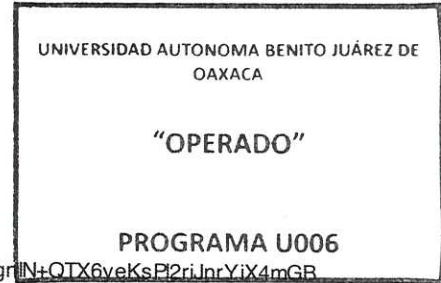 UNIVERSIDAD AUTONOMA BENITO JUÁREZ DE
OAXACA
"OPERADO"
PROGRAMA U006